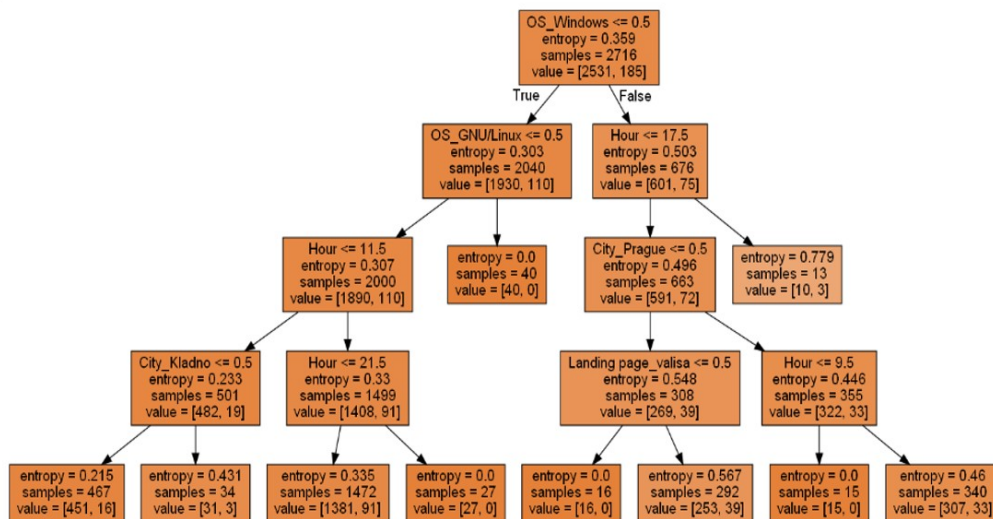 OS_Windows <= 0.5
entropy = 0.359
samples = 2716
value = [2531, 185]
True
False
OS_GNU/Linux <= 0.5
entropy = 0.303
samples = 2040
value = [1930, 110]
Hour <= 17.5
entropy = 0.503
samples = 676
value = [601, 75]
Hour <= 11.5
entropy = 0.307
samples = 2000
value = [1890, 110]
entropy = 0.0
samples = 40
value = [40, 0]
City_Prague <= 0.5
entropy = 0.496
samples = 663
value = [591, 72]
entropy = 0.779
samples = 13
value = [10, 3]
City_Kladno <= 0.5
entropy = 0.233
samples = 501
value = [482, 19]
Hour <= 21.5
entropy = 0.33
samples = 1499
value = [1408, 91]
Landing page_valisa <= 0.5
entropy = 0.548
samples = 308
value = [269, 39]
Hour <= 9.5
entropy = 0.446
samples = 355
value = [322, 33]
entropy = 0.215
samples = 467
value = [451, 16]
entropy = 0.431
samples = 34
value = [31, 3]
entropy = 0.335
samples = 1472
value = [1381, 91]
entropy = 0.0
samples = 27
value = [27, 0]
entropy = 0.0
samples = 16
value = [16, 0]
entropy = 0.567
samples = 292
value = [253, 39]
entropy = 0.0
samples = 15
value = [15, 0]
entropy = 0.46
samples = 340
value = [307, 33]